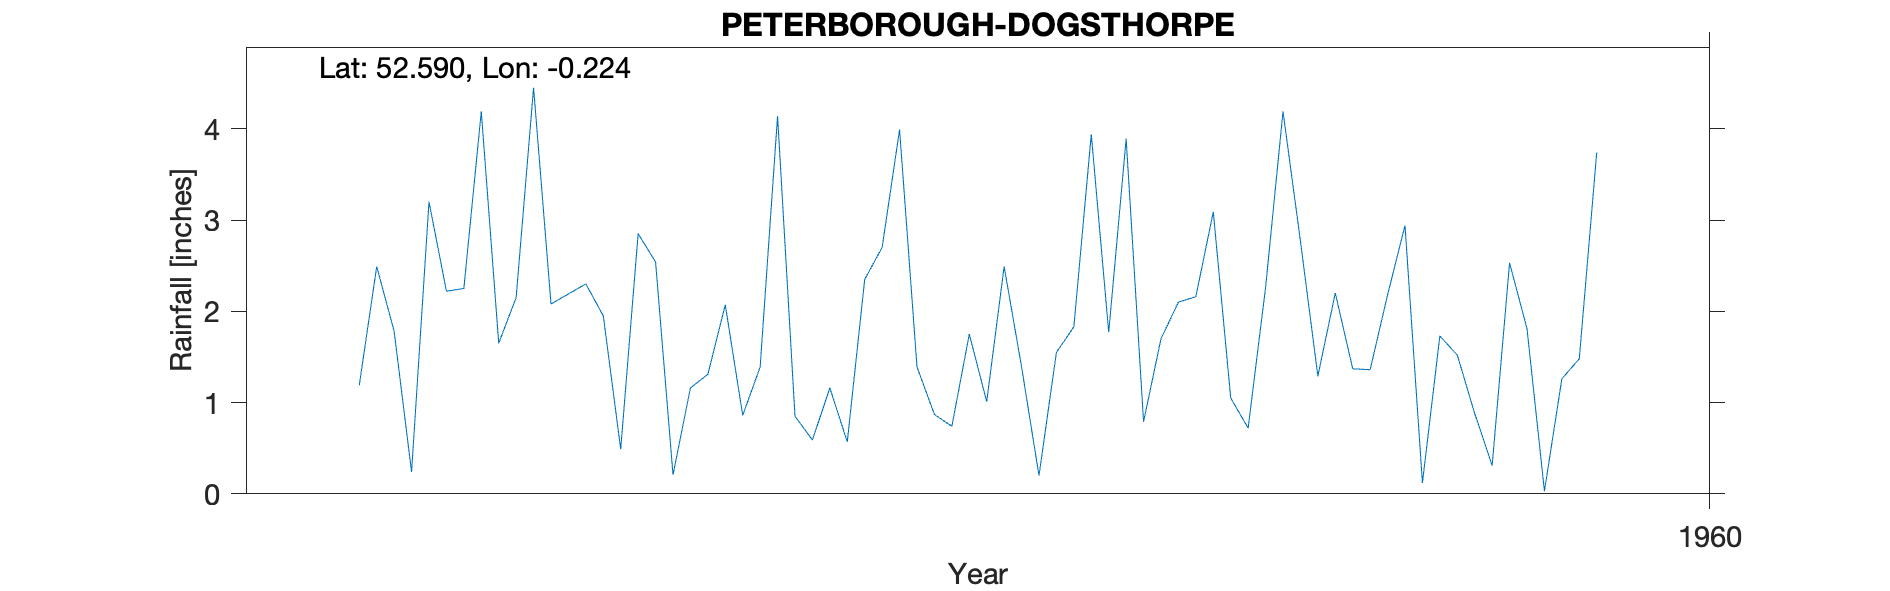 PETERBOROUGH-DOGSTHORPE
Lat: 52.590, Lon: -0.224
4
3
2
1
0
Rainfall [inches]
1960
Year